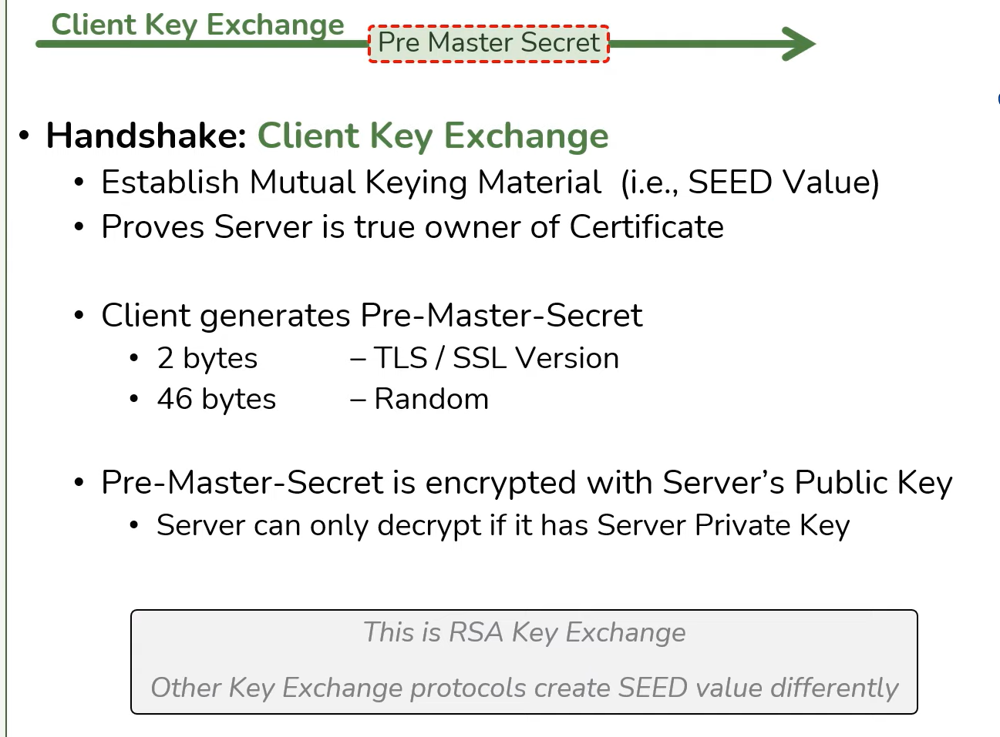 Client Key Exchange
Pre Master Secret
• Handshake: Client Key Exchange
• Establish Mutual Keying Material (i.e., SEED Value)
• Proves Server is true owner of Certificate
• Client generates Pre-Master-Secret
• 2 bytes – TLS / SSL Version
• 46 bytes – Random
• Pre-Master-Secret is encrypted with Server’s Public Key
• Server can only decrypt if it has Server Private Key
This is RSA Key Exchange
Other Key Exchange protocols create SEED value differently